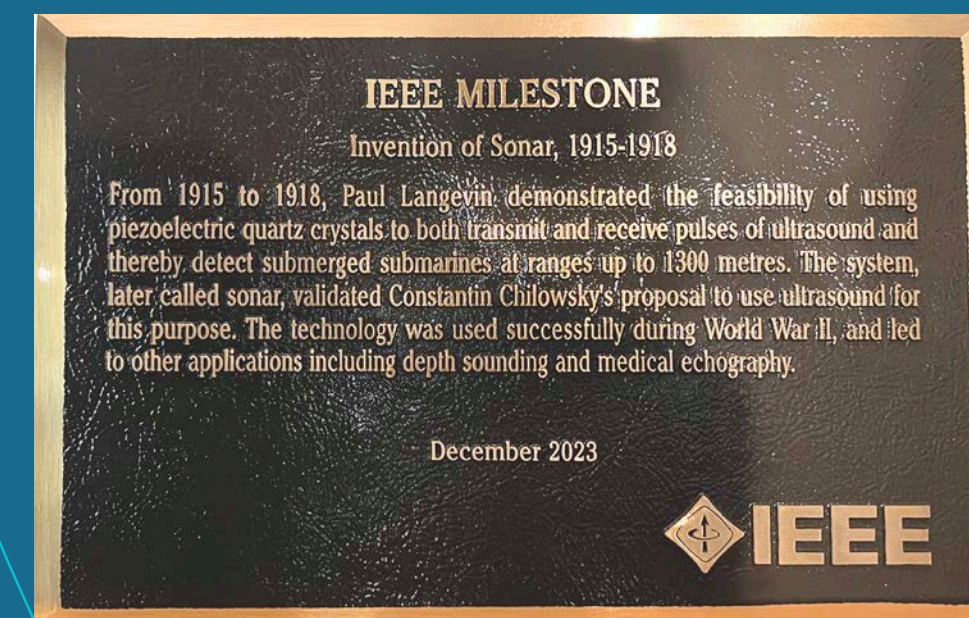 IEEE MILESTONE
Invention of Sonar, 1915-1918
From 1915 to 1918, Paul Langevin demonstrated the feasibility of using
piezoelectric quartz crystals to both transmit and receive pulses of ultrasound and
thereby detect submerged submarines at ranges up to 1300 metres. The system,
later called sonar, validated Constantin Chilowsky's proposal to use ultrasound for
this purpose. The technology was used successfully during World War II, and led
to other applications including depth sounding and medical echography.
December 2023
IEEE